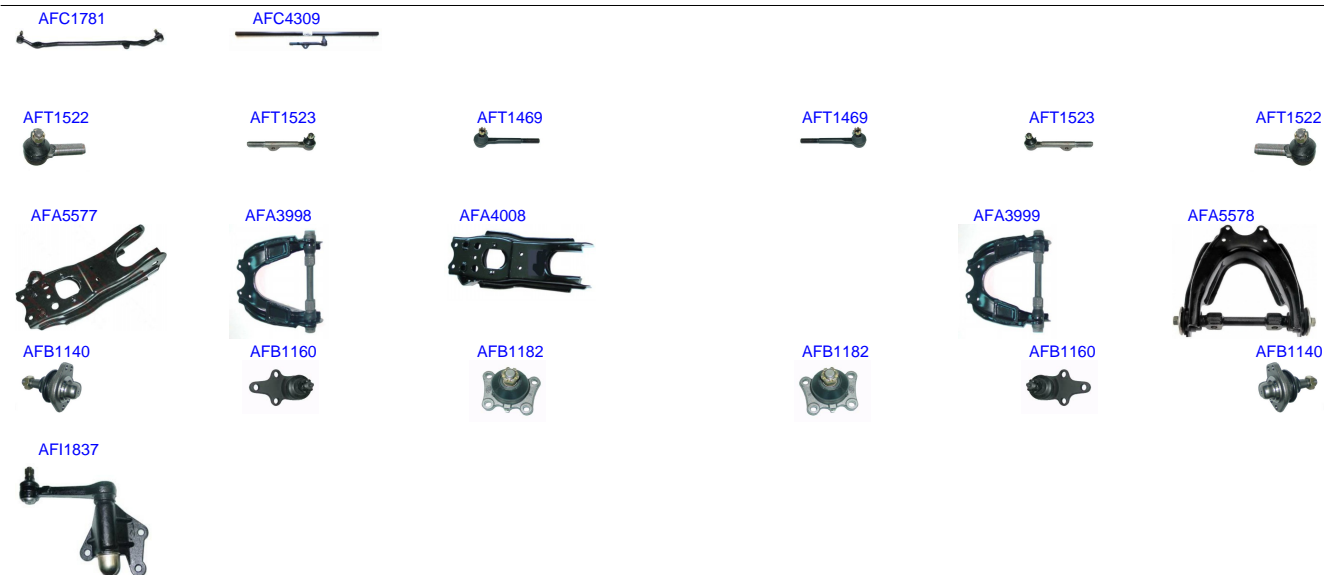 AFC1781 AFC4309
AFT1522 AFT1523 AFT1469 AFT1469 AFT1523 AFT1522
AFA5577 AFA3998 AFA4008 AFA3999 AFA5578
AFB1140 AFB1160 AFB1182 AFB1182 AFB1160 AFB1140
AFI1837